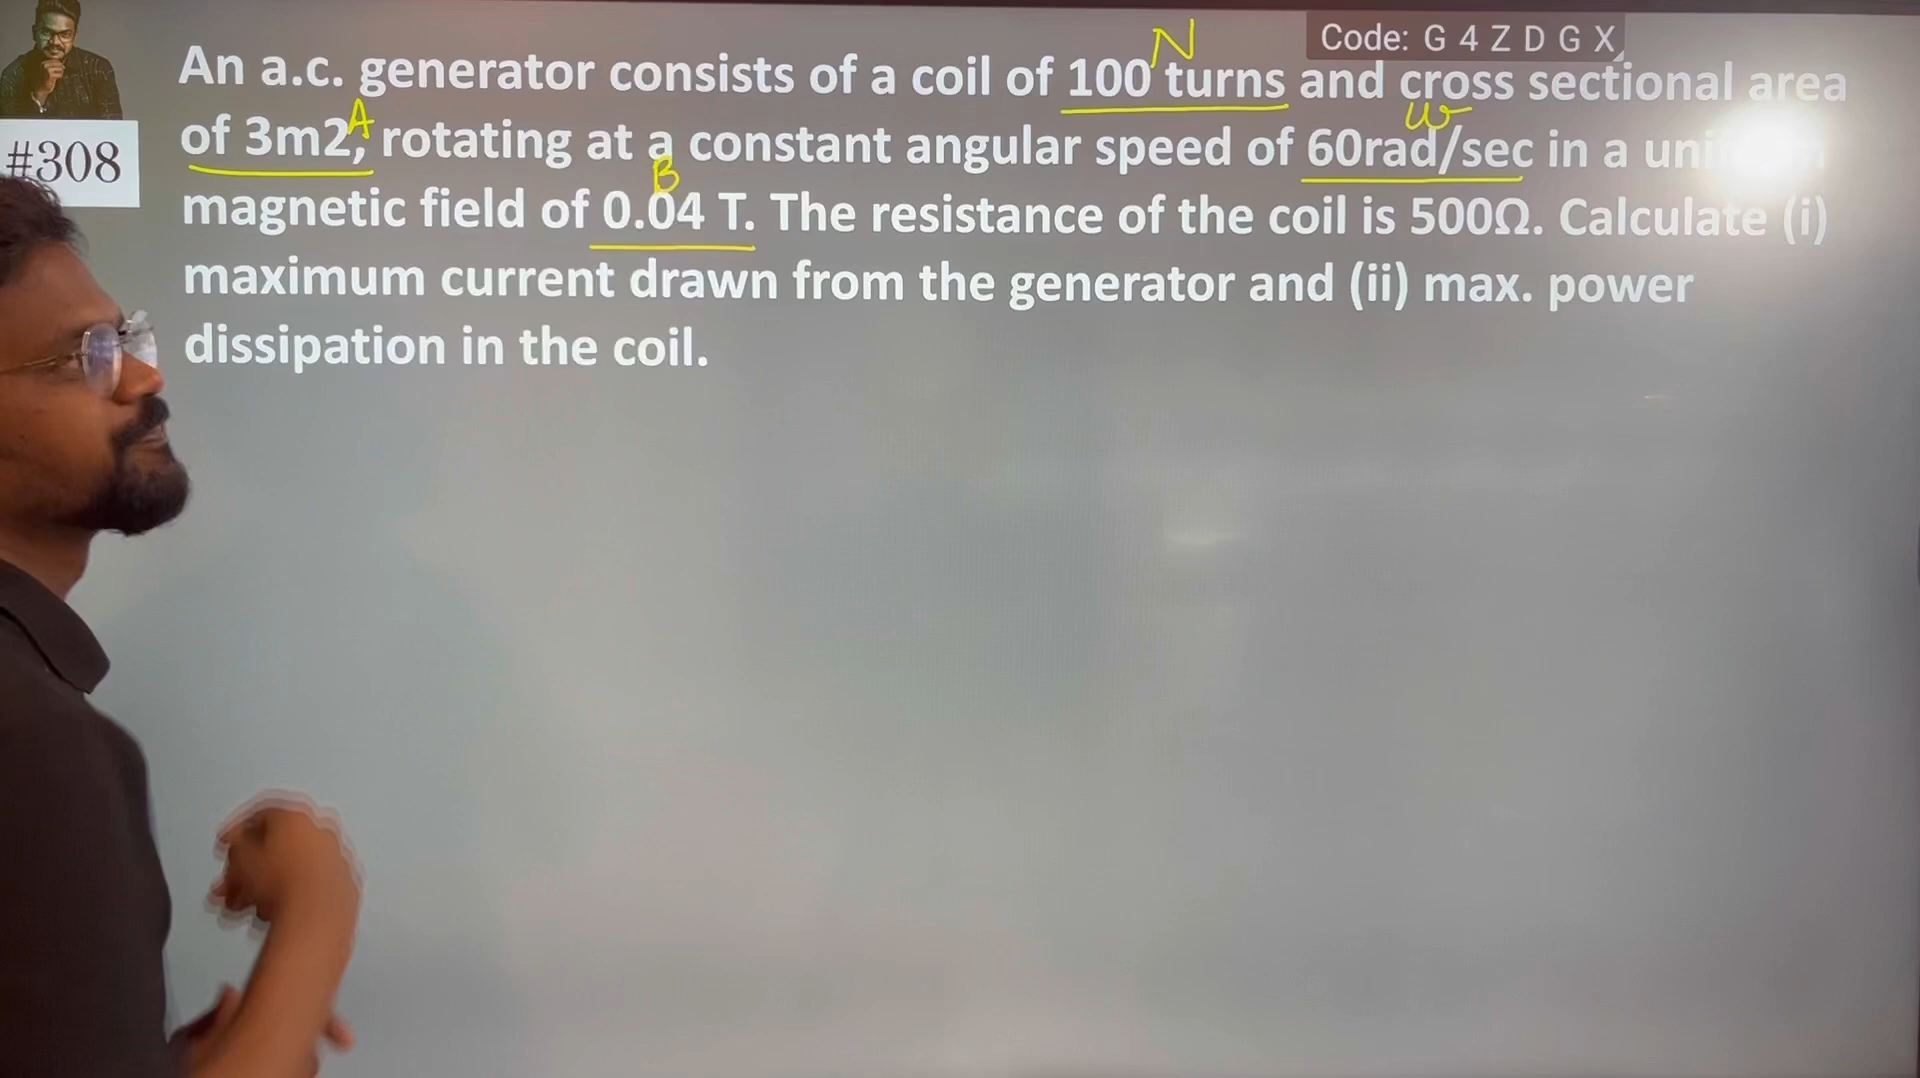 Code: G 4 Z D G X
N
An a.c. generator consists of a coil of 100 turns and cross sectional area
A
w
#308
of 3m2, rotating at a constant angular speed of 60rad/sec in a
B
magnetic field of 0.04 T. The resistance of the coil is 500Ω. Calculate (i)
maximum current drawn from the generator and (ii) max. power
dissipation in the coil.